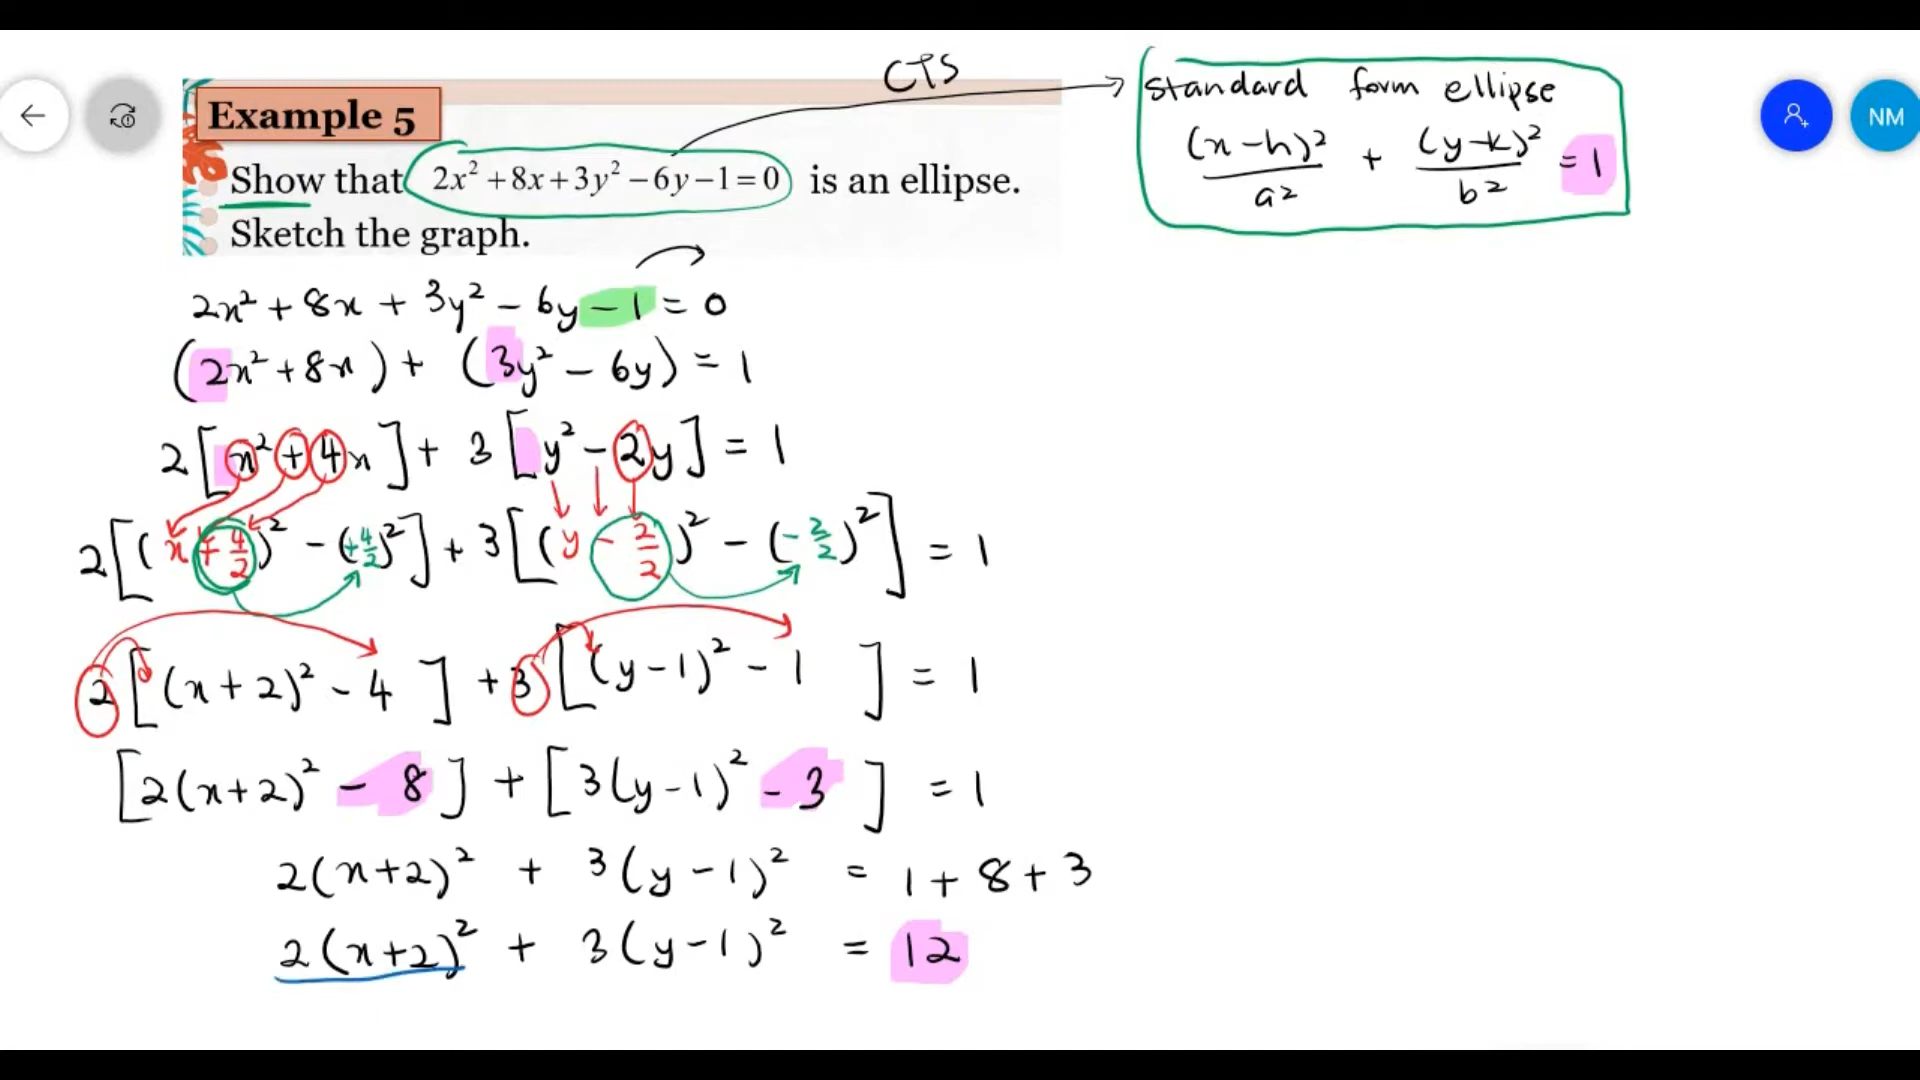 CTS
standard form ellipse
(x-h)²/a² + (y-k)²/b² = 1
NM
Example 5
Show that 2x² + 8x + 3y² − 6y − 1 = 0 is an ellipse.
Sketch the graph.
2x² + 8x + 3y² - 6y - 1 = 0
(2x² + 8x) + (3y² - 6y) = 1
2[x² + 4x] + 3[y² - 2y] = 1
2[(x + 4/2)² - (+4/2)²] + 3[(y - 2/2)² - (-2/2)²] = 1
2[(x+2)² - 4] + 3[(y-1)² - 1] = 1
[2(x+2)² - 8] + [3(y-1)² - 3] = 1
2(x+2)² + 3(y-1)² = 1+8+3
2(x+2)² + 3(y-1)² = 12